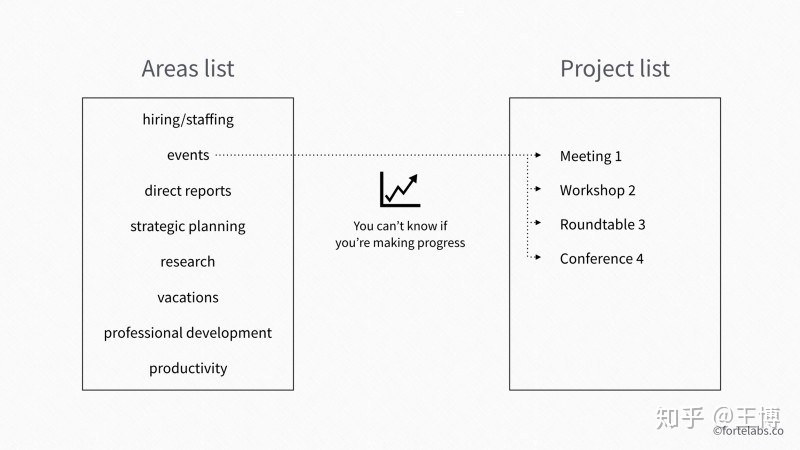 Areas list
hiring/staffing
events
direct reports
strategic planning
research
vacations
professional development
productivity
You can't know if
you're making progress
Project list
Meeting 1
Workshop 2
Roundtable 3
Conference 4
知乎 @王博
©fortelabs.co